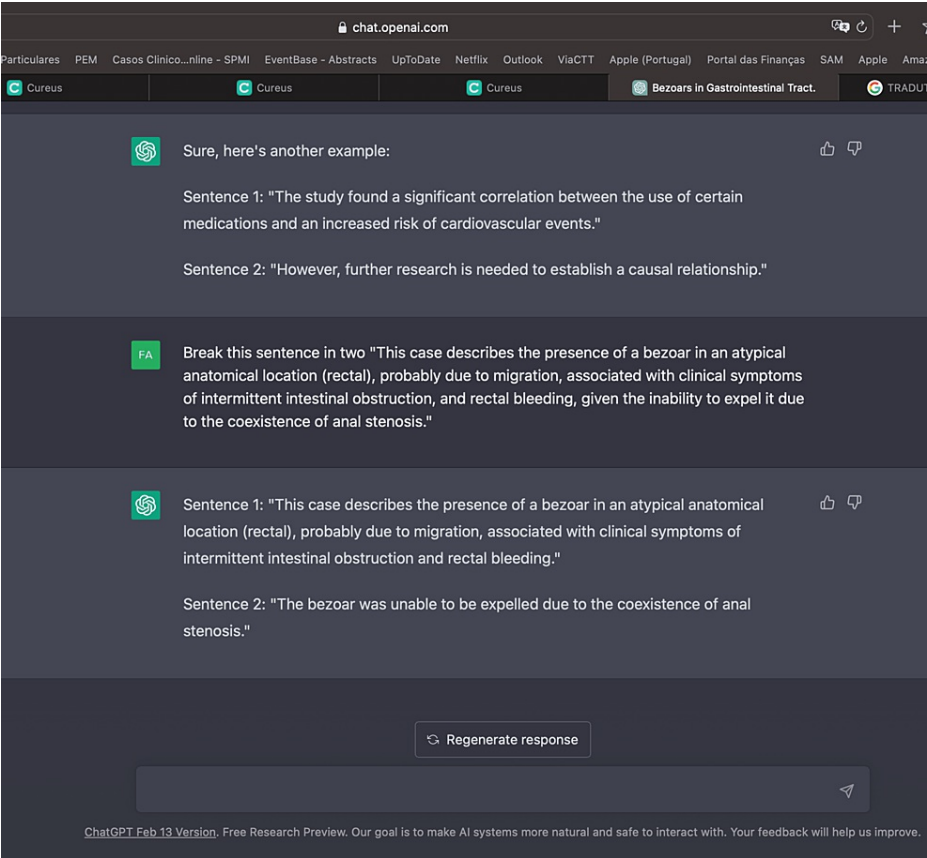 chat.openai.com
Particulares PEM Casos Clinico...nline - SPMI EventBase - Abstracts UpToDate Netflix Outlook ViaCTT Apple (Portugal) Portal das Finanças SAM Apple Ama
Cureus Cureus Cureus Bezoars in Gastrointestinal Tract. TRADUT
Sure, here's another example:
Sentence 1: "The study found a significant correlation between the use of certain
medications and an increased risk of cardiovascular events."
Sentence 2: "However, further research is needed to establish a causal relationship."
FA
Break this sentence in two "This case describes the presence of a bezoar in an atypical
anatomical location (rectal), probably due to migration, associated with clinical symptoms
of intermittent intestinal obstruction, and rectal bleeding, given the inability to expel it due
to the coexistence of anal stenosis."
Sentence 1: "This case describes the presence of a bezoar in an atypical anatomical
location (rectal), probably due to migration, associated with clinical symptoms of
intermittent intestinal obstruction and rectal bleeding."
Sentence 2: "The bezoar was unable to be expelled due to the coexistence of anal
stenosis."
Regenerate response
ChatGPT Feb 13 Version. Free Research Preview. Our goal is to make AI systems more natural and safe to interact with. Your feedback will help us improve.